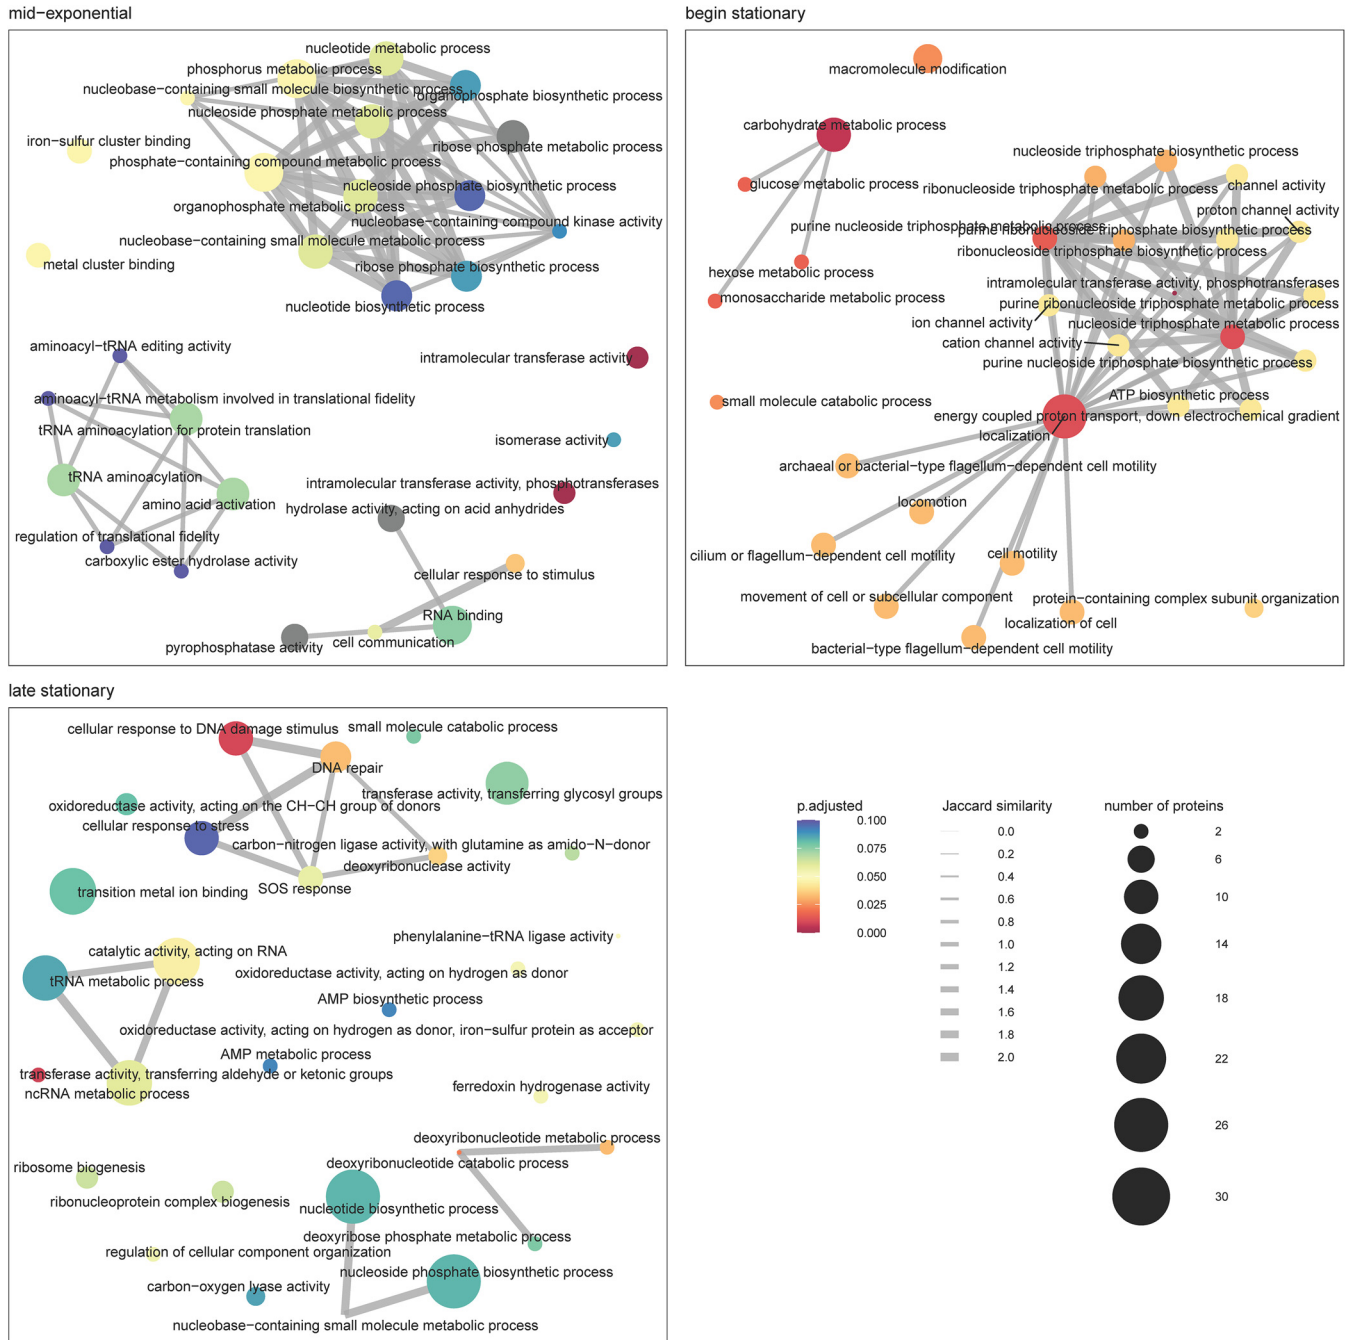 mid−exponential
nucleotide metabolic process
phosphorus metabolic process
nucleobase−containing small molecule biosynthetic process
organophosphate biosynthetic process
nucleoside phosphate metabolic process
iron−sulfur cluster binding
ribose phosphate metabolic process
phosphate−containing compound metabolic process
nucleoside phosphate biosynthetic process
organophosphate metabolic process
nucleobase−containing compound kinase activity
nucleobase−containing small molecule metabolic process
metal cluster binding
ribose phosphate biosynthetic process
nucleotide biosynthetic process
aminoacyl−tRNA editing activity
intramolecular transferase activity
aminoacyl−tRNA metabolism involved in translational fidelity
tRNA aminoacylation for protein translation
isomerase activity
tRNA aminoacylation
intramolecular transferase activity, phosphotransferases
amino acid activation
hydrolase activity, acting on acid anhydrides
regulation of translational fidelity
carboxylic ester hydrolase activity
cellular response to stimulus
RNA binding
pyrophosphatase activity
cell communication
begin stationary
macromolecule modification
carbohydrate metabolic process
nucleoside triphosphate biosynthetic process
glucose metabolic process
ribonucleoside triphosphate metabolic process
channel activity
proton channel activity
purine nucleoside triphosphate metabolic process
purine ribonucleoside triphosphate biosynthetic process
ribonucleoside triphosphate biosynthetic process
hexose metabolic process
intramolecular transferase activity, phosphotransferases
monosaccharide metabolic process
purine ribonucleoside triphosphate metabolic process
ion channel activity
nucleoside triphosphate metabolic process
cation channel activity
purine nucleoside triphosphate biosynthetic process
ATP biosynthetic process
small molecule catabolic process
energy coupled proton transport, down electrochemical gradient
localization
archaeal or bacterial−type flagellum−dependent cell motility
locomotion
cilium or flagellum−dependent cell motility
cell motility
movement of cell or subcellular component
protein−containing complex subunit organization
localization of cell
bacterial−type flagellum−dependent cell motility
late stationary
cellular response to DNA damage stimulus
small molecule catabolic process
DNA repair
transferase activity, transferring glycosyl groups
oxidoreductase activity, acting on the CH−CH group of donors
cellular response to stress
carbon−nitrogen ligase activity, with glutamine as amido−N−donor
deoxyribonuclease activity
SOS response
transition metal ion binding
phenylalanine−tRNA ligase activity
catalytic activity, acting on RNA
oxidoreductase activity, acting on hydrogen as donor
tRNA metabolic process
AMP biosynthetic process
oxidoreductase activity, acting on hydrogen as donor, iron−sulfur protein as acceptor
AMP metabolic process
transferase activity, transferring aldehyde or ketonic groups
ferredoxin hydrogenase activity
ncRNA metabolic process
deoxyribonucleotide metabolic process
ribosome biogenesis
deoxyribonucleotide catabolic process
ribonucleoprotein complex biogenesis
nucleotide biosynthetic process
deoxyribose phosphate metabolic process
regulation of cellular component organization
nucleoside phosphate biosynthetic process
carbon−oxygen lyase activity
nucleobase−containing small molecule metabolic process
p.adjusted
0.100
0.075
0.050
0.025
0.000
Jaccard similarity
0.0
0.2
0.4
0.6
0.8
1.0
1.2
1.4
1.6
1.8
2.0
number of proteins
2
6
10
14
18
22
26
30